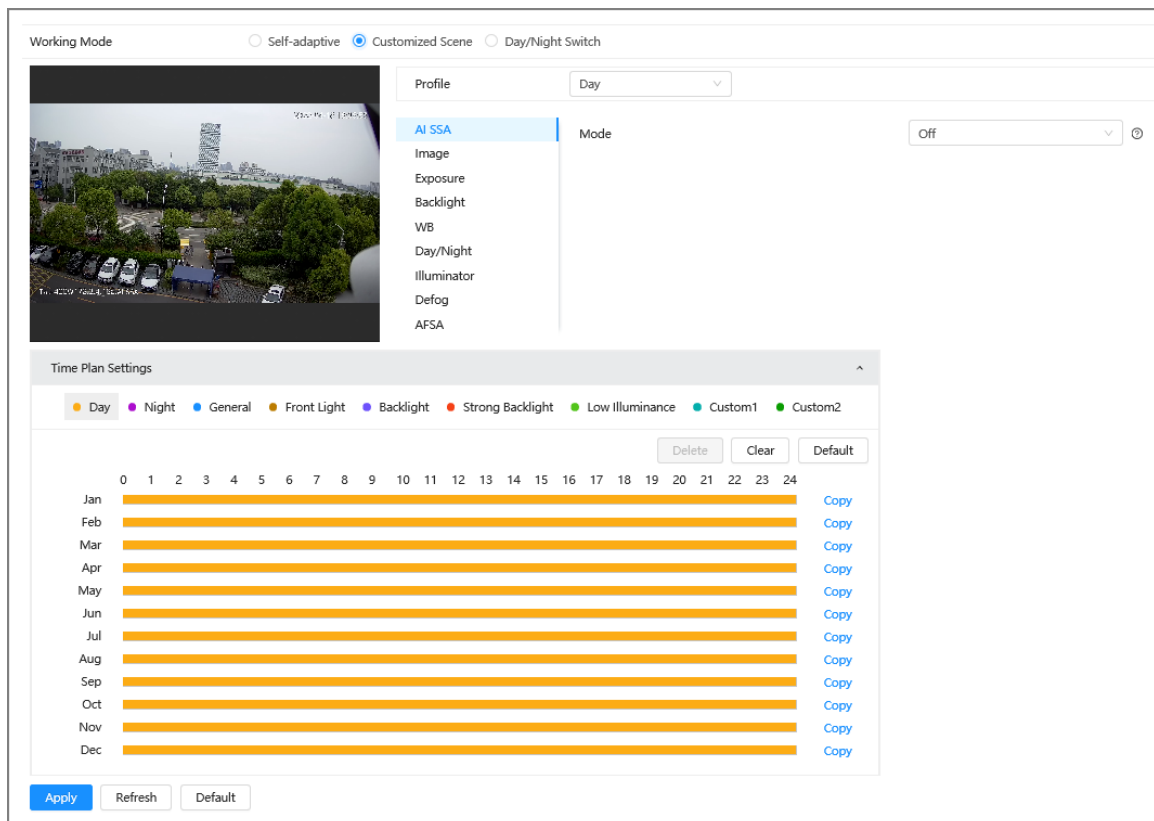 Working Mode Self-adaptive Customized Scene Day/Night Switch
Profile Day
AI SSA Mode Off
Image
Exposure
Backlight
WB
Day/Night
Illuminator
Defog
AFSA
Time Plan Settings
Day Night General Front Light Backlight Strong Backlight Low Illuminance Custom1 Custom2
Delete Clear Default
0 1 2 3 4 5 6 7 8 9 10 11 12 13 14 15 16 17 18 19 20 21 22 23 24
Jan Copy
Feb Copy
Mar Copy
Apr Copy
May Copy
Jun Copy
Jul Copy
Aug Copy
Sep Copy
Oct Copy
Nov Copy
Dec Copy
Apply Refresh Default